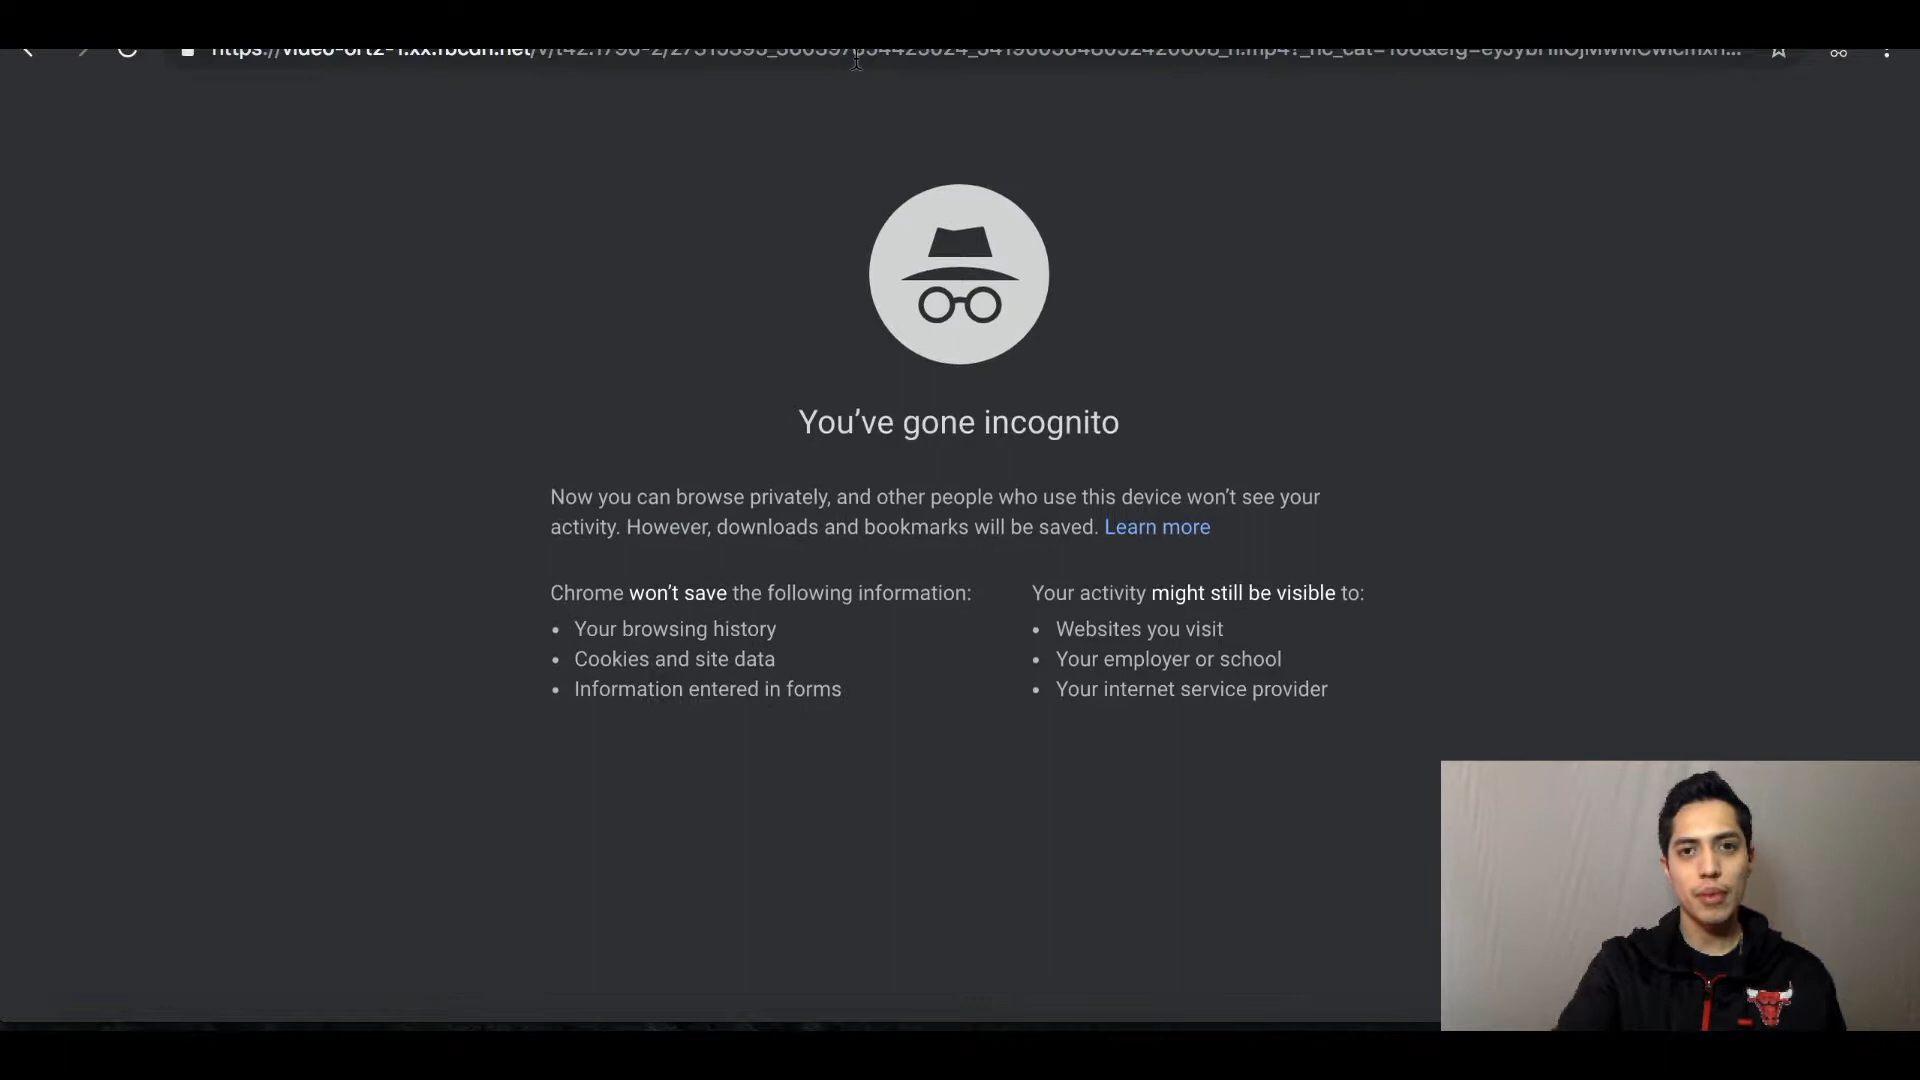 You've gone incognito
Now you can browse privately, and other people who use this device won't see your
activity. However, downloads and bookmarks will be saved. Learn more
Chrome won't save the following information:
• Your browsing history
• Cookies and site data
• Information entered in forms
Your activity might still be visible to:
• Websites you visit
• Your employer or school
• Your internet service provider